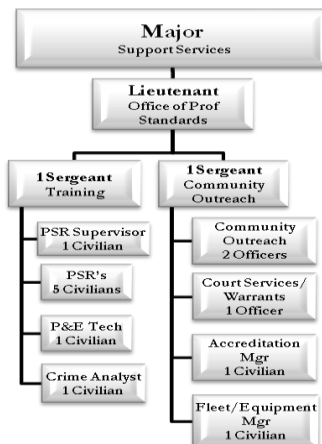 Major
Support Services
Lieutenant
Office of Prof
Standards
1Sergeant
Training
PSR Supervisor
1 Civilian
PSR's
5 Civilians
P&E Tech
1 Civilian
Crime Analyst
1 Civilian
1Sergeant
Community
Outreach
Community
Outreach
2 Officers
Court Services/
Warrants
1 Officer
Accreditation
Mgr
1 Civilian
Fleet/Equipment
Mgr
1 Civilian